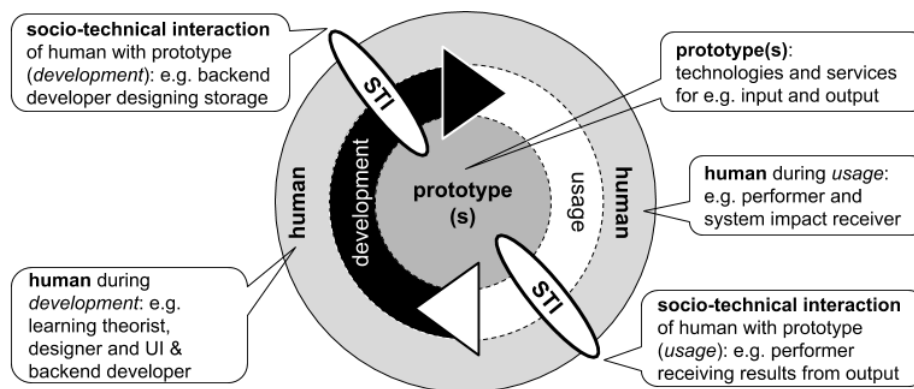 socio-technical interaction
of human with prototype
(development): e.g. backend
developer designing storage
prototype(s):
technologies and services
for e.g. input and output
STI
human
development
prototype
(s)
usage
human
human during usage:
e.g. performer and
system impact receiver
STI
human during
development: e.g.
learning theorist,
designer and UI &
backend developer
socio-technical interaction
of human with prototype
(usage): e.g. performer
receiving results from output